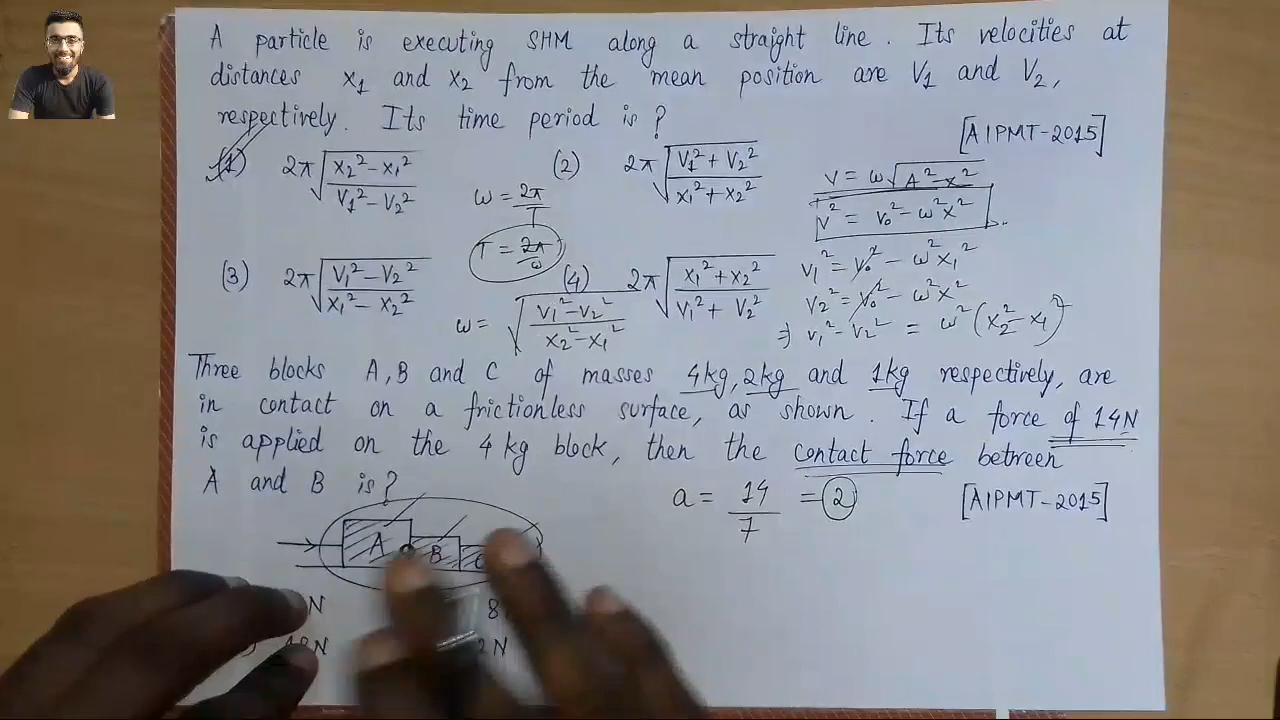 A particle is executing SHM along a straight line. Its velocities at
distances x₁ and x₂ from the mean position are V₁ and V₂,
respectively. Its time period is ?
[AIPMT-2015]
(1) 2π√((x₂² - x₁²)/(V₁² - V₂²))
(2) 2π√((V₁² + V₂²)/(x₁² + x₂²))
v = ω√(A² - x²)
ω = 2π/T
v² = v₀² - ω²x²
T = 2π/ω
(3) 2π√((V₁² - V₂²)/(x₁² - x₂²))
(4) 2π√((x₁² + x₂²)/(V₁² + V₂²))
v₁² = v₀² - ω²x₁²
v₂² = v₀² - ω²x₂²
ω = √((v₁² - v₂²)/(x₂² - x₁²))
⇒ v₁² - v₂² = ω²(x₂² - x₁²)
Three blocks A, B and C of masses 4kg, 2kg and 1kg respectively, are
in contact on a frictionless surface, as shown. If a force of 14N
is applied on the 4 kg block, then the contact force betreen
A and B is ?
a = 14/7 = 2
[AIPMT-2015]
A B
N 8
N 2N